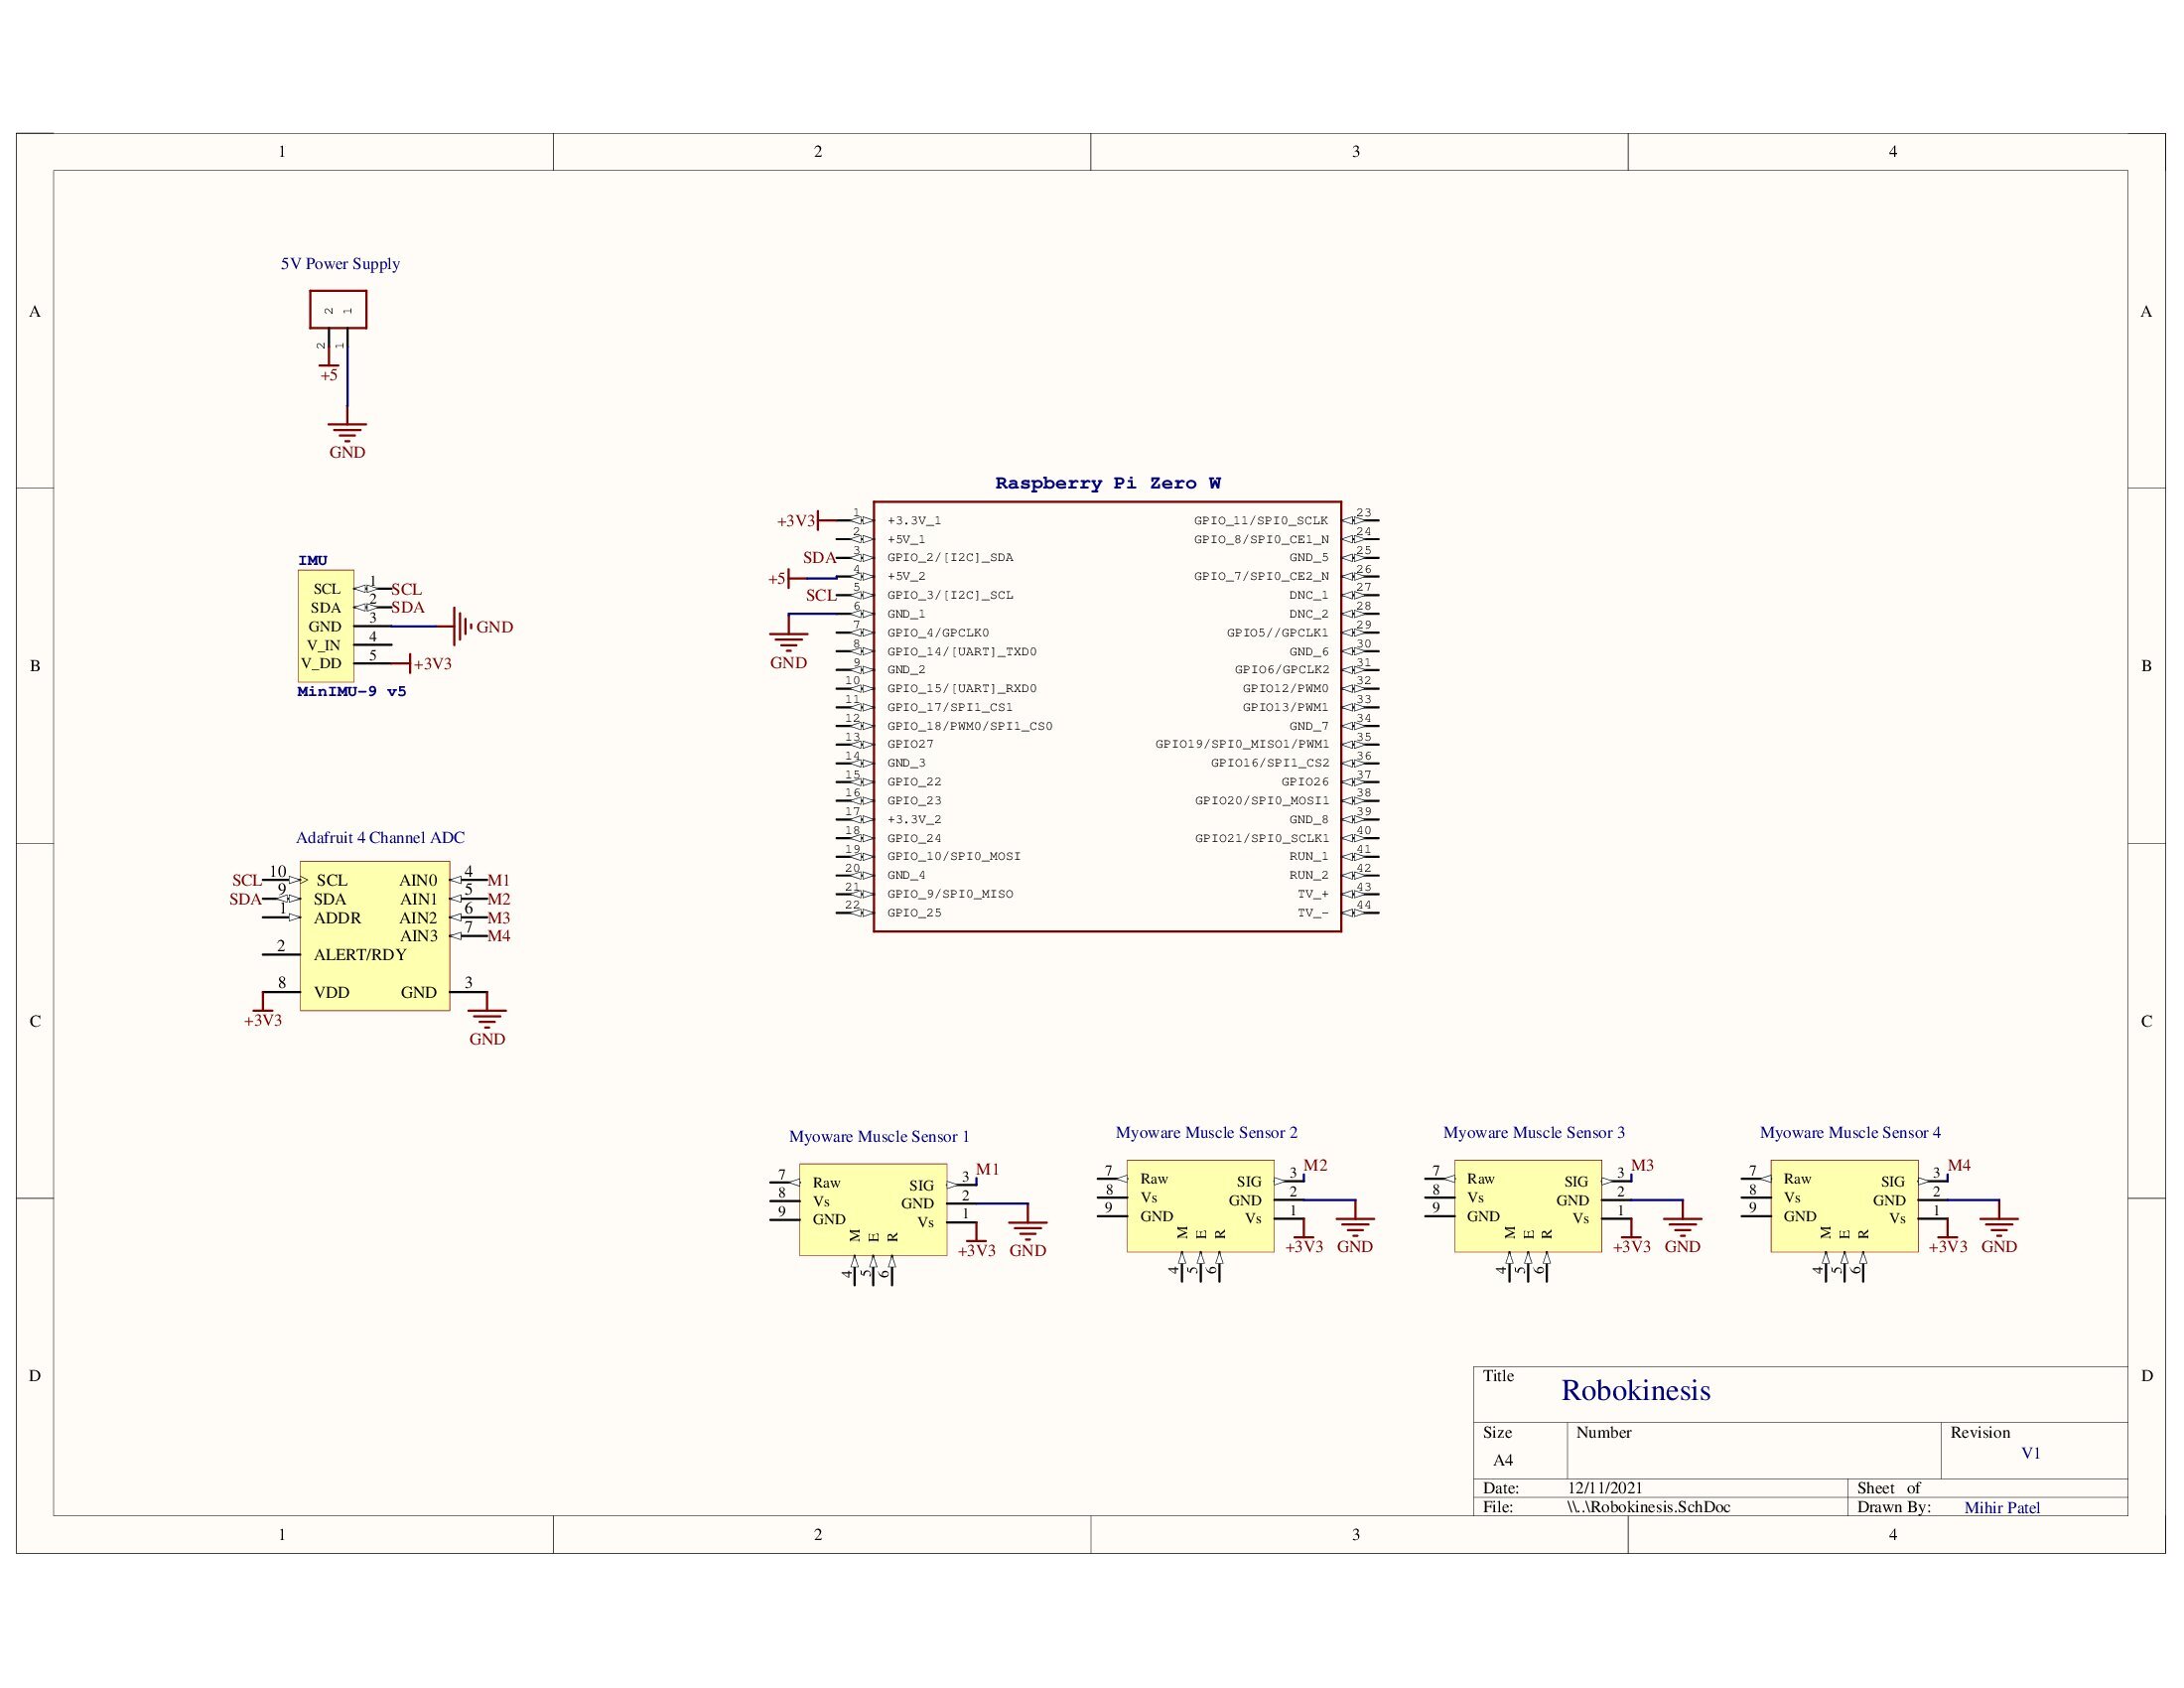 1 2 3 4
A A
5V Power Supply
2 1
2 1
+5
GND
B B
IMU
SCL 1 SCL
SDA 2 SDA
GND 3 GND
V_IN 4
V_DD 5 +3V3
MinIMU-9 v5
Raspberry Pi Zero W
+3V3 1 +3.3V_1 GPIO_11/SPI0_SCLK 23
2 +5V_1 GPIO_8/SPI0_CE1_N 24
SDA 3 GPIO_2/[I2C]_SDA GND_5 25
+5 4 +5V_2 GPIO_7/SPI0_CE2_N 26
SCL 5 GPIO_3/[I2C]_SCL DNC_1 27
6 GND_1 DNC_2 28
GND
7 GPIO_4/GPCLK0 GPIO5//GPCLK1 29
8 GPIO_14/[UART]_TXD0 GND_6 30
9 GND_2 GPIO6/GPCLK2 31
10 GPIO_15/[UART]_RXD0 GPIO12/PWM0 32
11 GPIO_17/SPI1_CS1 GPIO13/PWM1 33
12 GPIO_18/PWM0/SPI1_CS0 GND_7 34
13 GPIO27 GPIO19/SPI0_MISO1/PWM1 35
14 GND_3 GPIO16/SPI1_CS2 36
15 GPIO_22 GPIO26 37
16 GPIO_23 GPIO20/SPI0_MOSI1 38
17 +3.3V_2 GND_8 39
18 GPIO_24 GPIO21/SPI0_SCLK1 40
19 GPIO_10/SPI0_MOSI RUN_1 41
20 GND_4 RUN_2 42
21 GPIO_9/SPI0_MISO TV_+ 43
22 GPIO_25 TV_- 44
C C
Adafruit 4 Channel ADC
SCL 10 SCL AIN0 4 M1
SDA 9 SDA AIN1 5 M2
1 ADDR AIN2 6 M3
AIN3 7 M4
2 ALERT/RDY
8 VDD GND 3
+3V3
GND
Myoware Muscle Sensor 1
7 Raw SIG 3 M1
8 Vs GND 2
9 GND Vs 1
M E R
4 5 6
+3V3 GND
Myoware Muscle Sensor 2
7 Raw SIG 3 M2
8 Vs GND 2
9 GND Vs 1
M E R
4 5 6
+3V3 GND
Myoware Muscle Sensor 3
7 Raw SIG 3 M3
8 Vs GND 2
9 GND Vs 1
M E R
4 5 6
+3V3 GND
Myoware Muscle Sensor 4
7 Raw SIG 3 M4
8 Vs GND 2
9 GND Vs 1
M E R
4 5 6
+3V3 GND
D D
Title Robokinesis
Size Number Revision
A4 V1
Date: 12/11/2021 Sheet of
File: \\..\Robokinesis.SchDoc Drawn By: Mihir Patel
1 2 3 4